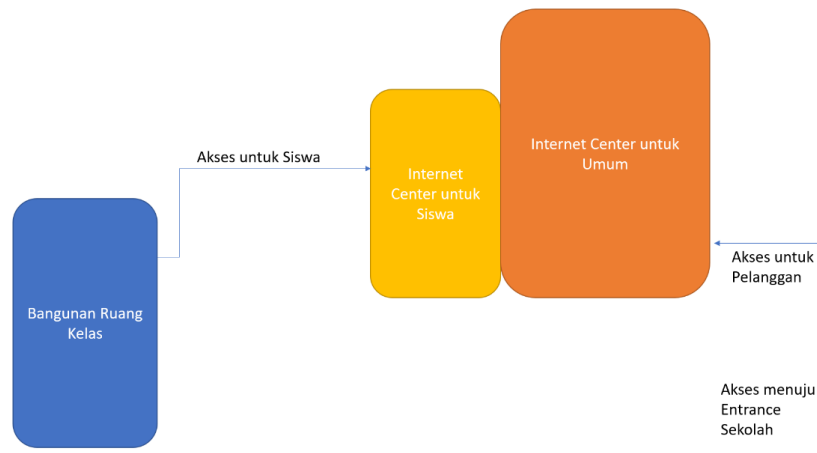 Akses untuk Siswa
Internet
Center untuk
Siswa
Internet Center untuk
Umum
Bangunan Ruang
Kelas
Akses untuk
Pelanggan
Akses menuju
Entrance
Sekolah